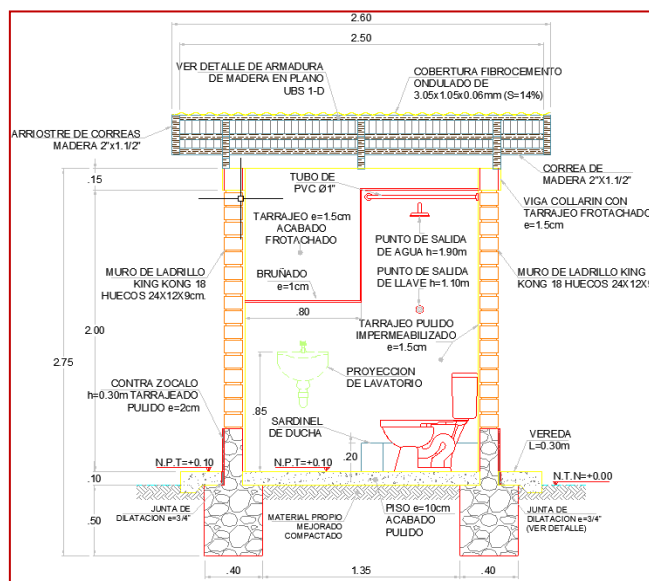 2.60
2.50
VER DETALLE DE ARMADURA
DE MADERA EN PLANO
UBS 1-D
COBERTURA FIBROCEMENTO
ONDULADO DE
3.05x1.05x0.06mm (S=14%)
ARRIOSTRE DE CORREAS
MADERA 2"x1.1/2"
CORREA DE
MADERA 2"X1.1/2"
.15
TUBO DE
PVC Ø1"
VIGA COLLARIN CON
TARRAJEO FROTACHADO
e=1.5cm
TARRAJEO e=1.5cm
ACABADO
FROTACHADO
PUNTO DE SALIDA
DE AGUA h=1.90m
MURO DE LADRILLO
KING KONG 18
HUECOS 24X12X9cm.
BRUÑADO
e=1cm
PUNTO DE SALIDA
DE LLAVE h=1.10m
MURO DE LADRILLO KING
KONG 18 HUECOS 24X12X9
.80
2.00
TARRAJEO PULIDO
IMPERMEABILIZADO
e=1.5cm
2.75
CONTRA ZOCALO
h=0.30m TARRAJEADO
PULIDO e=2cm
PROYECCION
DE LAVATORIO
.85
SARDINEL
DE DUCHA
.20
VEREDA
L=0.30m
N.P.T=+0.10
N.P.T=+0.10
N.T.N=+0.00
.10
JUNTA DE
DILATACION e=3/4"
MATERIAL PROPIO
MEJORADO
COMPACTADO
PISO e=10cm
ACABADO
PULIDO
JUNTA DE
DILATACION e=3/4"
(VER DETALLE)
.50
.40
1.35
.40